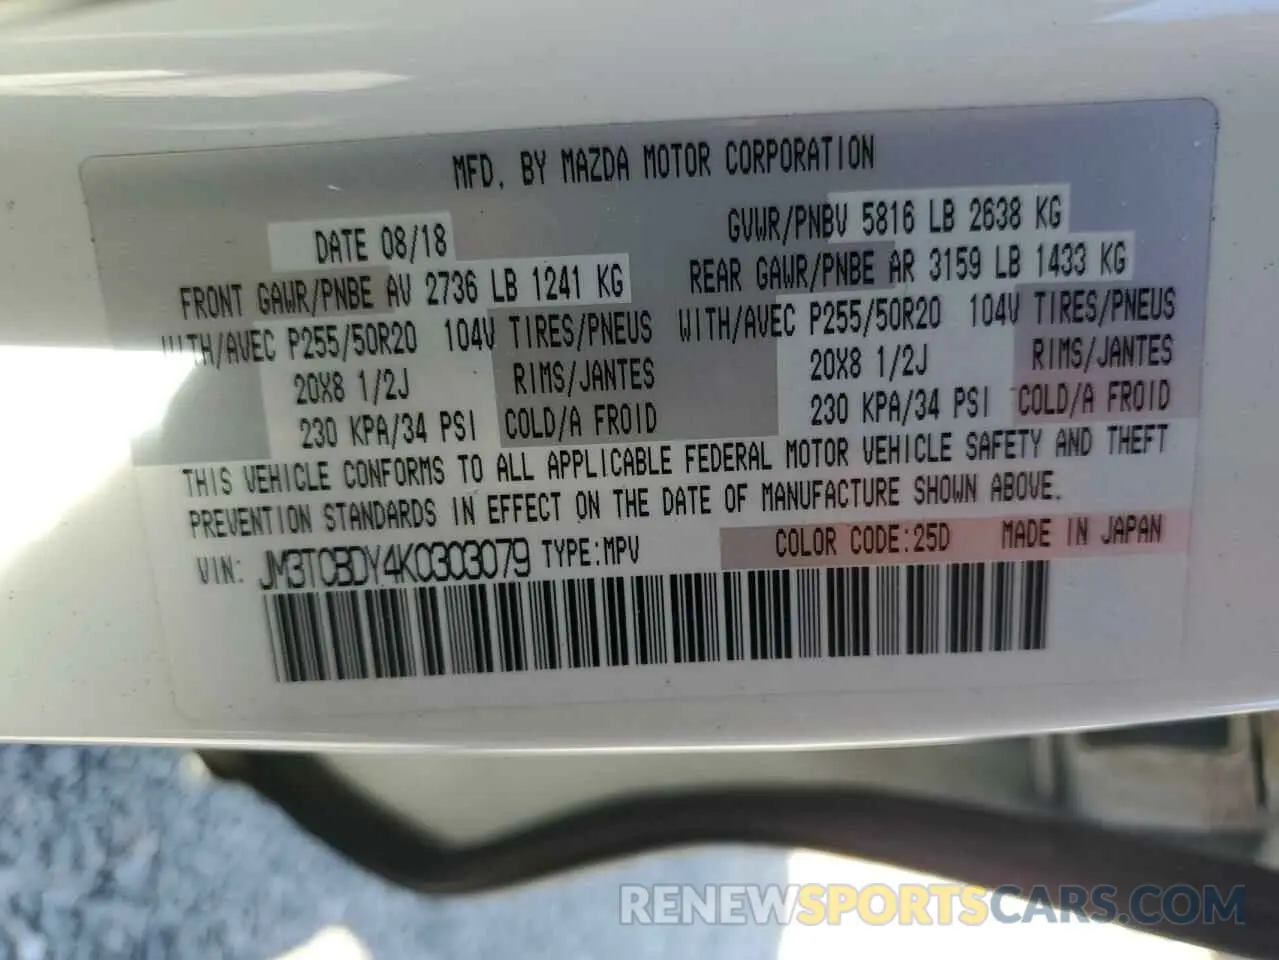 MFD. BY MAZDA MOTOR CORPORATION
DATE 08/18
GVWR/PNBV 5816 LB 2638 KG
FRONT GAWR/PNBE AV 2736 LB 1241 KG
REAR GAWR/PNBE AR 3159 LB 1433 KG
WITH/AVEC P255/50R20 104V TIRES/PNEUS
WITH/AVEC P255/50R20 104V TIRES/PNEUS
20X8 1/2J RIMS/JANTES
20X8 1/2J RIMS/JANTES
230 KPA/34 PSI COLD/A FROID
230 KPA/34 PSI COLD/A FROID
THIS VEHICLE CONFORMS TO ALL APPLICABLE FEDERAL MOTOR VEHICLE SAFETY AND THEFT
PREVENTION STANDARDS IN EFFECT ON THE DATE OF MANUFACTURE SHOWN ABOVE.
VIN: JM3TCBDY4K0303079 TYPE:MPV COLOR CODE:25D MADE IN JAPAN
RENEWSPORTSCARS.COM